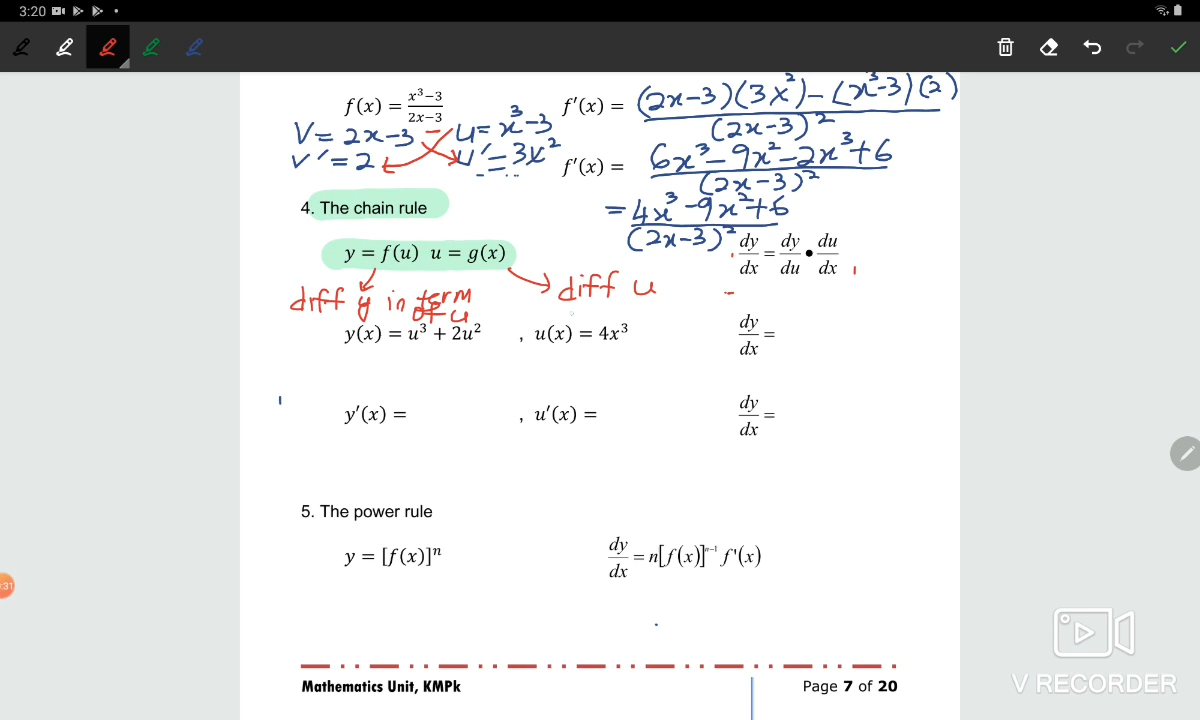 3:20
f(x) = x³−3 / 2x−3
f′(x) = (2x-3)(3x²) - (x³-3)(2) / (2x-3)²
V = 2x-3 u = x³-3
V' = 2 u' = 3x²
f′(x) = 6x³ - 9x² - 2x³ + 6 / (2x-3)²
= 4x³ - 9x² + 6 / (2x-3)²
4. The chain rule
y = f(u) u = g(x)
dy/dx = dy/du • du/dx
diff y in term of u
diff u
y(x) = u³ + 2u² , u(x) = 4x³ dy/dx =
y′(x) = , u′(x) = dy/dx =
5. The power rule
y = [f(x)]ⁿ dy/dx = n[f(x)]ⁿ⁻¹ f'(x)
:31
V RECORDER
Mathematics Unit, KMPk Page 7 of 20